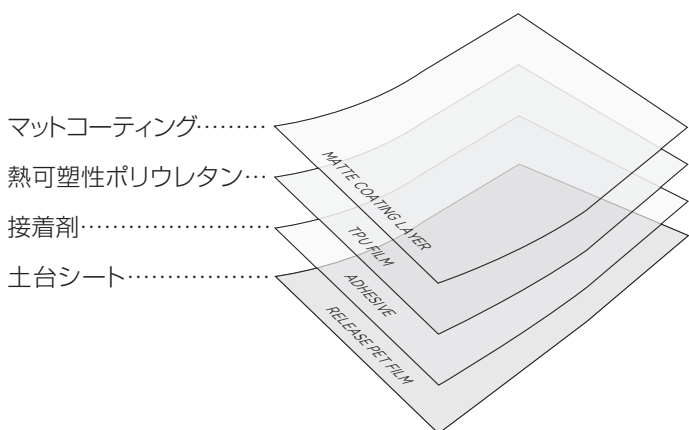 マットコーティング………
熱可塑性ポリウレタン…
接着剤……………………
土台シート………………
MATTE COATING LAYER
TPU FILM
ADHESIVE
RELEASE PET FILM